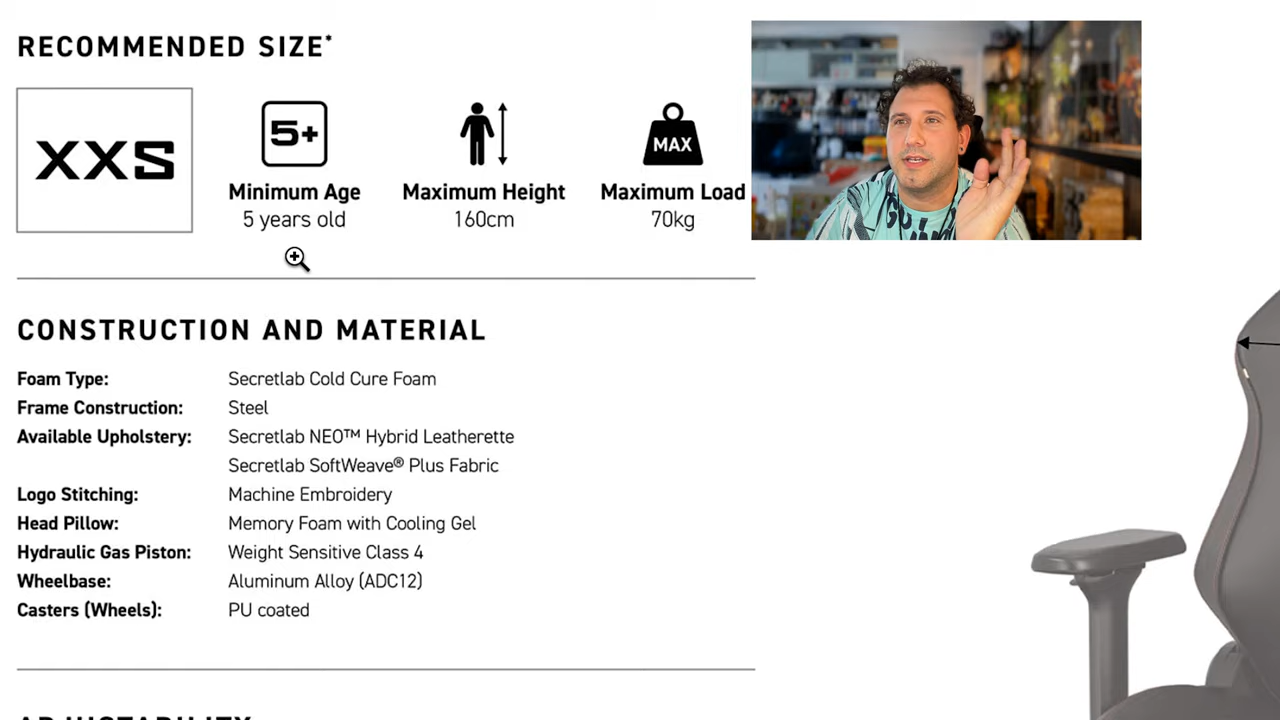 RECOMMENDED SIZE*
XXS
5+
MAX
Minimum Age
Maximum Height
Maximum Load
5 years old
160cm
70kg
CONSTRUCTION AND MATERIAL
Foam Type: Secretlab Cold Cure Foam
Frame Construction: Steel
Available Upholstery: Secretlab NEO™ Hybrid Leatherette
Secretlab SoftWeave® Plus Fabric
Logo Stitching: Machine Embroidery
Head Pillow: Memory Foam with Cooling Gel
Hydraulic Gas Piston: Weight Sensitive Class 4
Wheelbase: Aluminum Alloy (ADC12)
Casters (Wheels): PU coated
ADJUSTABILITY